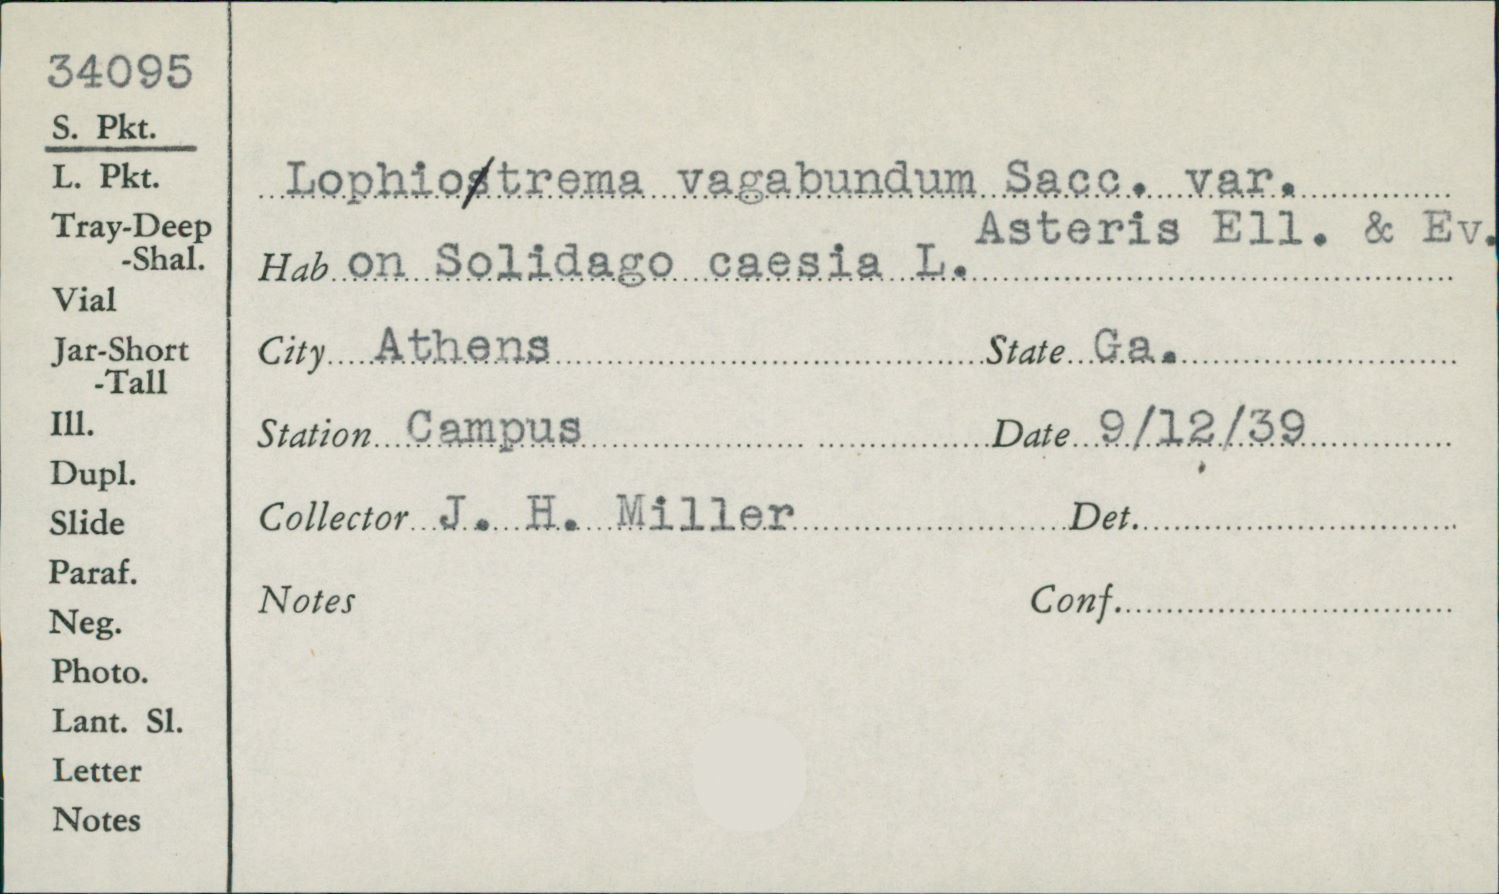 34095
S. Pkt.
L. Pkt.
Tray-Deep
-Shal.
Vial
Jar-Short
-Tall
Ill.
Dupl.
Slide
Paraf.
Neg.
Photo.
Lant. Sl.
Letter
Notes
Lophiostrema vagabundum Sacc. var.
Asteris Ell. & Ev.
Hab on Solidago caesia L.
City Athens State Ga.
Station Campus Date 9/12/39
Collector J. H. Miller Det.
Notes Conf.